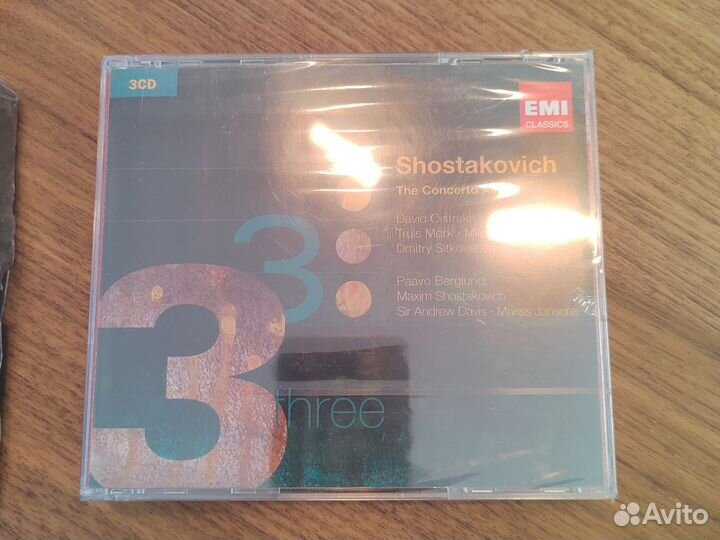 3CD
EMI
CLASSICS
Shostakovich
The Concerto
David Oistrakh
Truls Mørk ·
Dmitry Sitkovetsky
3
Paavo Berglund
Maxim Shostakovich
Sir Andrew Davis · Mariss Jansons
3
three
Avito